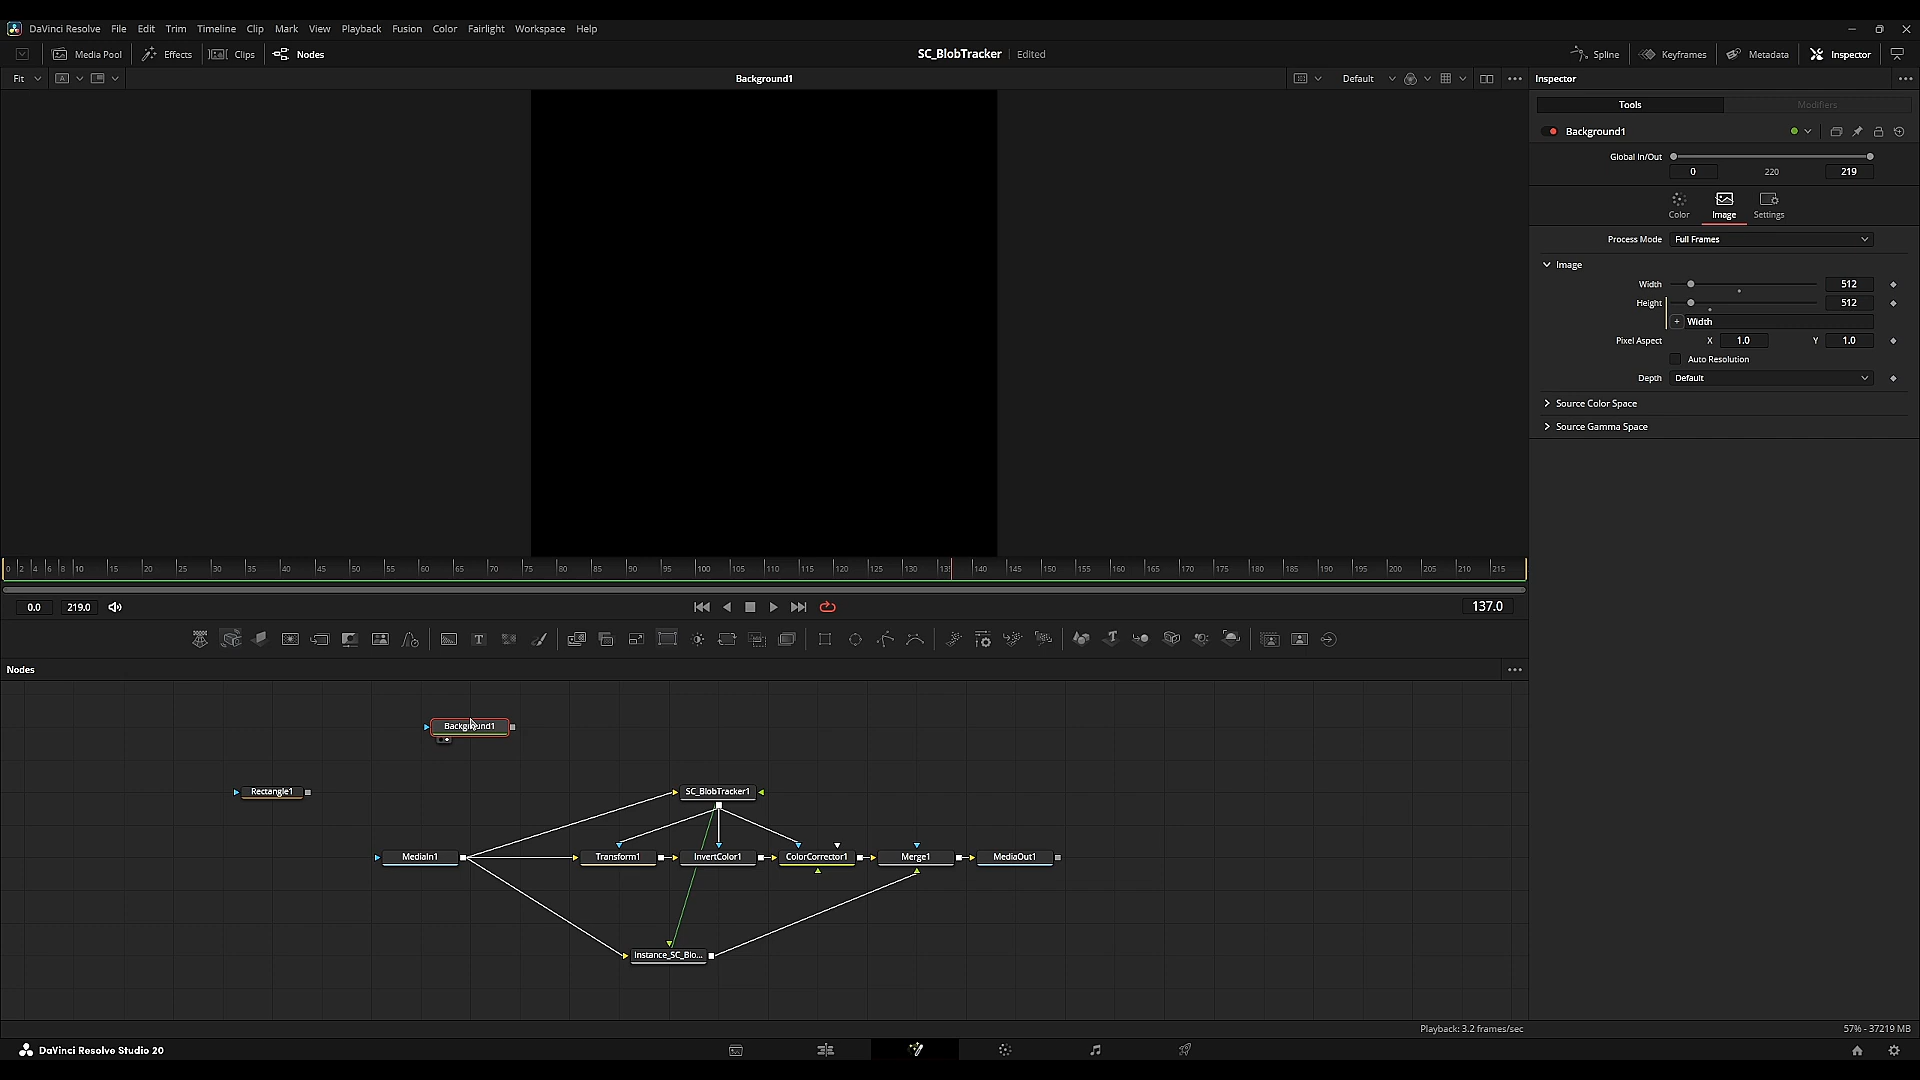 DaVinci Resolve File Edit Trim Timeline Clip Mark View Playback Fusion Color Fairlight Workspace Help
Media Pool Effects Clips Nodes SC_BlobTracker Edited Spline Keyframes Metadata Inspector
Fit Background1 Default Inspector
Tools Modifiers
Background1
Global In/Out
0 220 219
Color Image Settings
Process Mode Full Frames
Image
Width 512
Height 512
Width
Pixel Aspect X 1.0 Y 1.0
Auto Resolution
Depth Default
Source Color Space
Source Gamma Space
0 2 4 6 8 10 15 20 25 30 35 40 45 50 55 60 65 70 75 80 85 90 95 100 105 110 115 120 125 130 135 140 145 150 155 160 165 170 175 180 185 190 195 200 205 210 215
0.0 219.0 137.0
Nodes
Background1
Rectangle1 SC_BlobTracker1
MediaIn1 Transform1 InvertColor1 ColorCorrector1 Merge1 MediaOut1
Instance_SC_Blo...
Playback: 3.2 frames/sec 57% - 37219 MB
DaVinci Resolve Studio 20